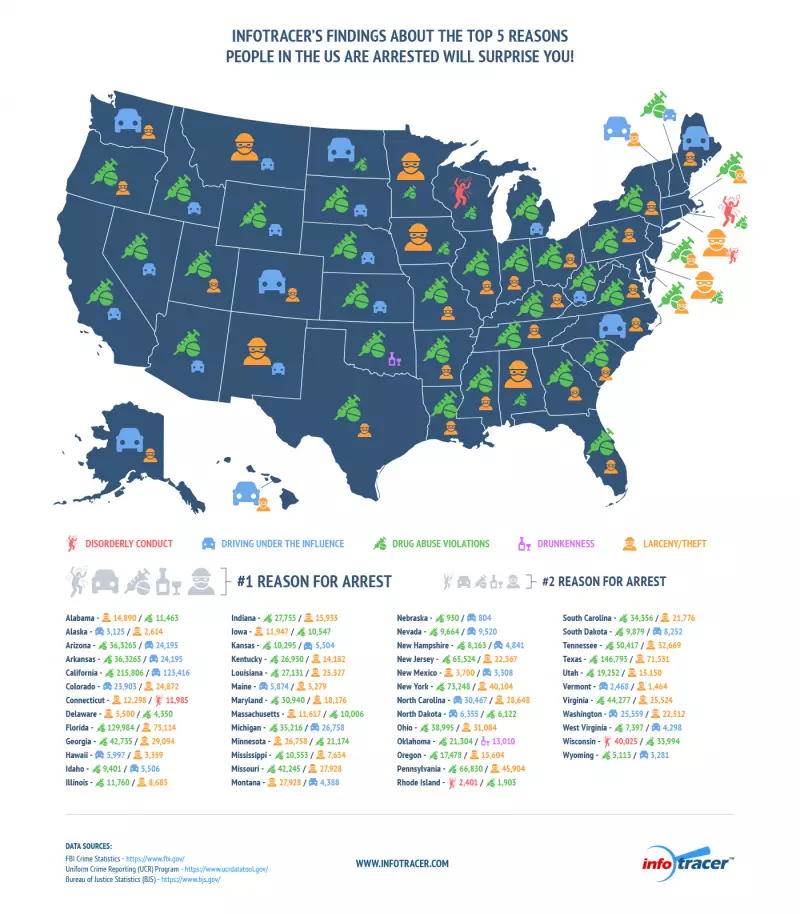 INFOTRACER'S FINDINGS ABOUT THE TOP 5 REASONS
PEOPLE IN THE US ARE ARRESTED WILL SURPRISE YOU!
DISORDERLY CONDUCT
DRIVING UNDER THE INFLUENCE
DRUG ABUSE VIOLATIONS
DRUNKENNESS
LARCENY/THEFT
#1 REASON FOR ARREST
#2 REASON FOR ARREST
Alabama - 14,890 / 11,463
Alaska - 3,125 / 2,614
Arizona - 36,3265 / 24,195
Arkansas - 36,3265 / 24,195
California - 215,806 / 123,416
Colorado - 23,903 / 24,872
Connecticut - 12,298 / 11,985
Delaware - 5,500 / 4,350
Florida - 129,984 / 75,114
Georgia - 42,735 / 29,094
Hawaii - 5,997 / 3,359
Idaho - 9,401 / 5,506
Illinois - 11,760 / 8,685
Indiana - 27,755 / 15,933
Iowa - 11,947 / 10,547
Kansas - 10,295 / 5,504
Kentucky - 26,930 / 14,182
Louisiana - 27,131 / 25,327
Maine - 5,874 / 5,279
Maryland - 30,940 / 18,176
Massachusetts - 11,617 / 10,006
Michigan - 35,216 / 26,758
Minnesota - 26,758 / 21,174
Mississippi - 10,553 / 7,634
Missouri - 42,245 / 27,928
Montana - 27,928 / 4,388
Nebraska - 930 / 804
Nevada - 9,664 / 9,520
New Hampshire - 8,163 / 4,841
New Jersey - 65,524 / 22,367
New Mexico - 3,700 / 3,308
New York - 73,248 / 40,104
North Carolina - 30,467 / 28,648
North Dakota - 6,355 / 6,122
Ohio - 38,995 / 31,084
Oklahoma - 21,304 / 13,010
Oregon - 17,478 / 15,604
Pennsylvania - 66,830 / 45,904
Rhode Island - 2,401 / 1,903
South Carolina - 34,356 / 21,776
South Dakota - 9,879 / 8,252
Tennessee - 50,417 / 32,669
Texas - 146,793 / 71,531
Utah - 19,252 / 15,150
Vermont - 2,468 / 1,464
Virginia - 44,277 / 25,524
Washington - 25,559 / 22,512
West Virginia - 7,397 / 4,298
Wisconsin - 40,025 / 33,994
Wyoming - 5,113 / 3,281
DATA SOURCES:
FBI Crime Statistics - https://www.fbi.gov/
Uniform Crime Reporting (UCR) Program - https://www.ucrdatatool.gov/
Bureau of Justice Statistics (BJS) - https://www.bjs.gov/
WWW.INFOTRACER.COM
infotracer™